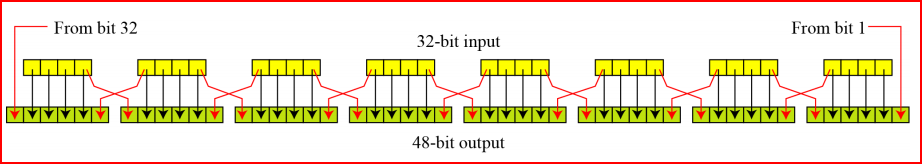 From bit 32
From bit 1
32-bit input
48-bit output